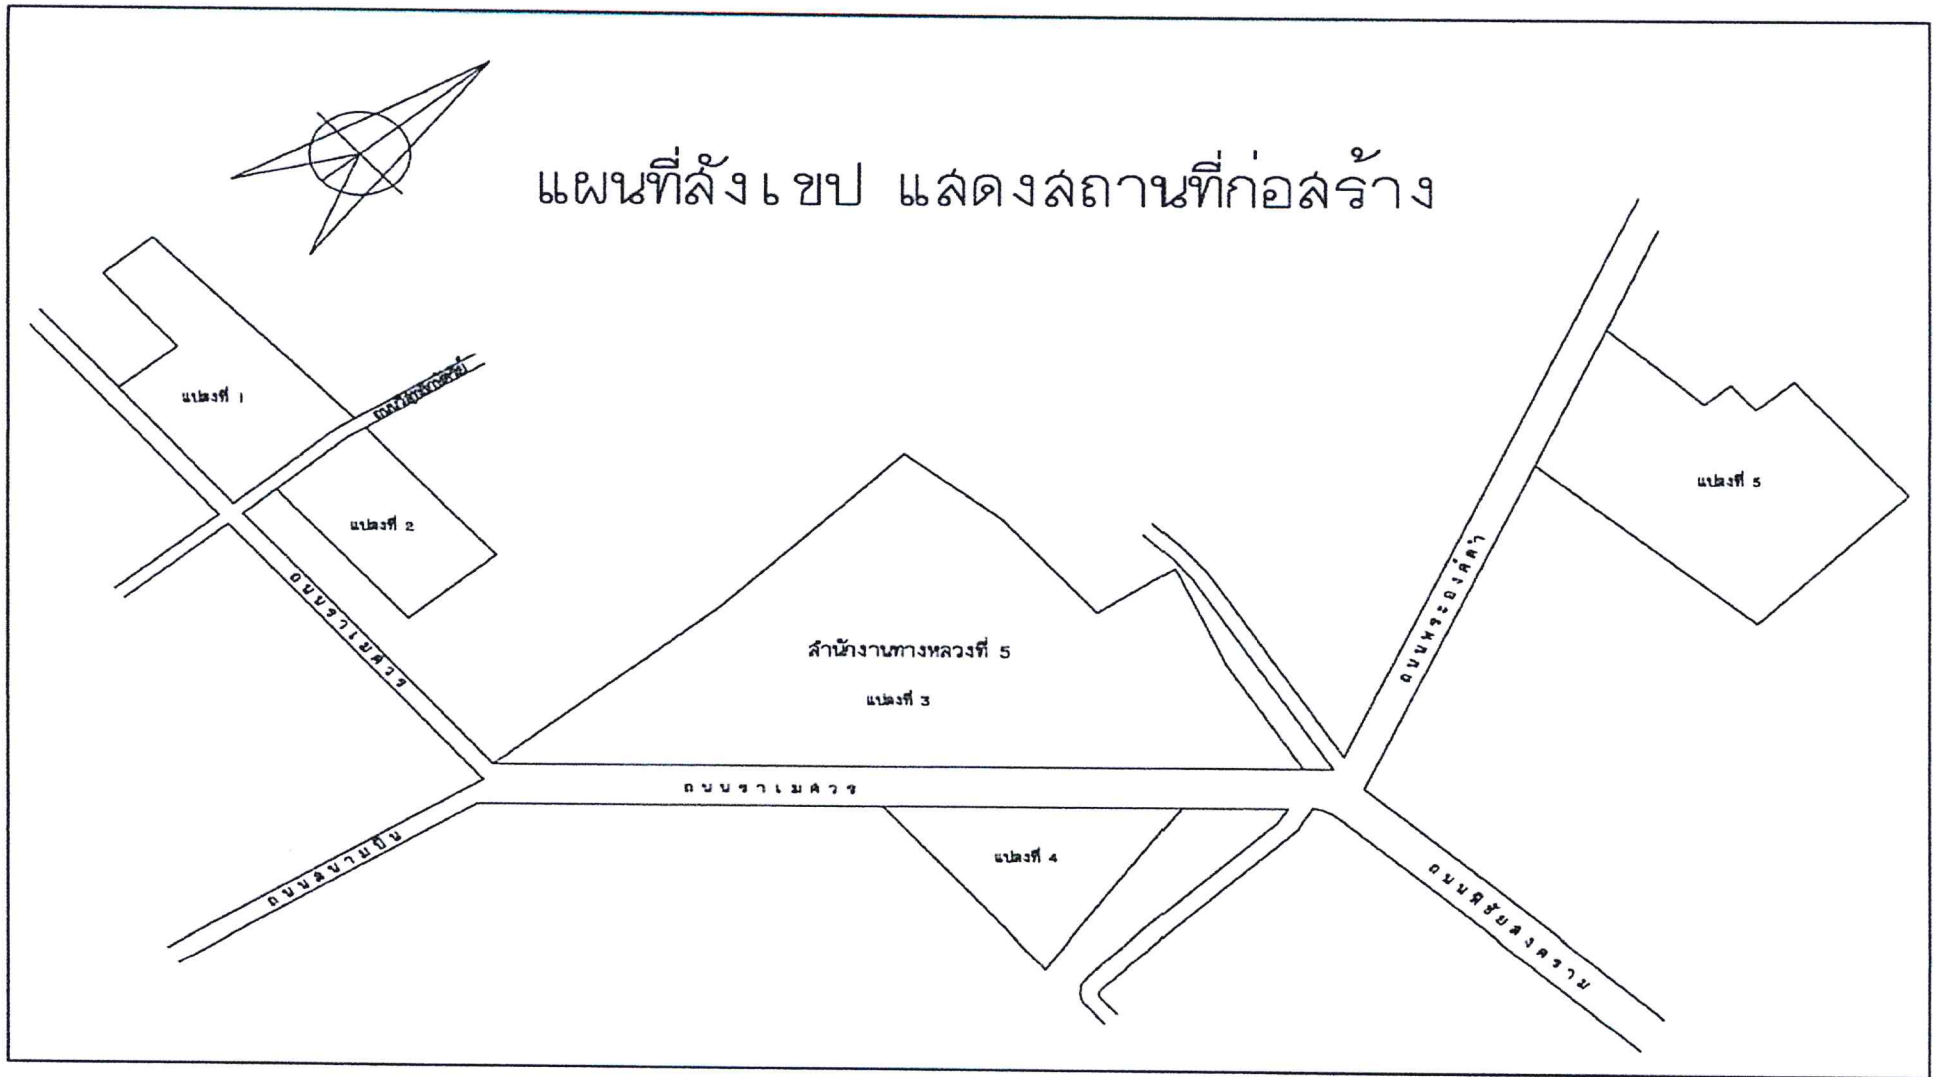 แผนที่สังเขป แสดงสถานที่ก่อสร้าง
แปลงที่ 1
แปลงที่ 2
ถนนราเมศวร
สำนักงานทางหลวงที่ 5
แปลงที่ 3
ถนนราเมศวร
ถนนสนามบิน
แปลงที่ 4
ถนนพระองค์ดำ
แปลงที่ 5
ถนนพิชัยสงคราม